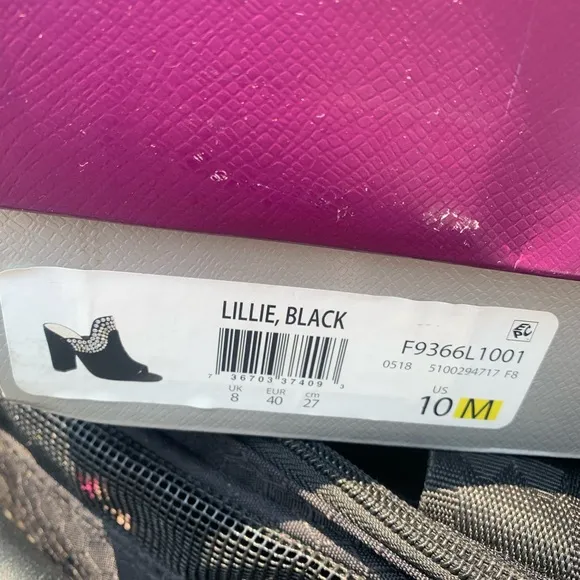 LILLIE, BLACK
7 36703 37409 3
UK EUR cm
8 40 27
F9366L1001
0518 5100294717 F8
US
10 M